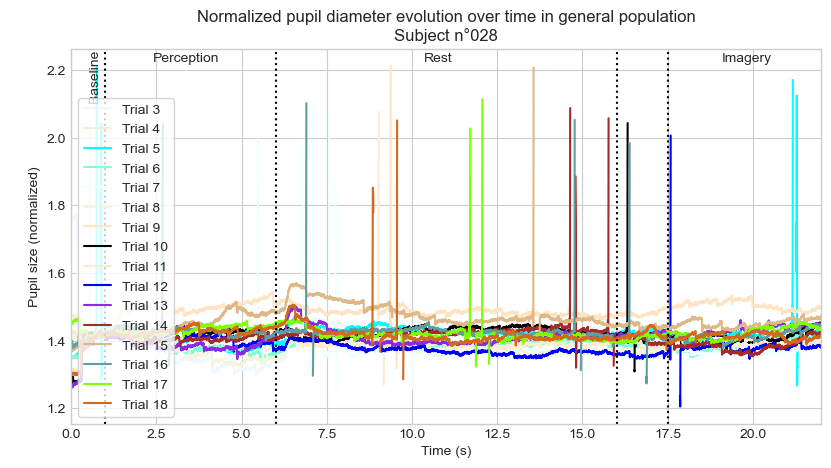 Normalized pupil diameter evolution over time in general population
Subject n°028
Baseline
Perception
Rest
Imagery
Pupil size (normalized)
2.2
2.0
1.8
1.6
1.4
1.2
Trial 3
Trial 4
Trial 5
Trial 6
Trial 7
Trial 8
Trial 9
Trial 10
Trial 11
Trial 12
Trial 13
Trial 14
Trial 15
Trial 16
Trial 17
Trial 18
0.0 2.5 5.0 7.5 10.0 12.5 15.0 17.5 20.0
Time (s)